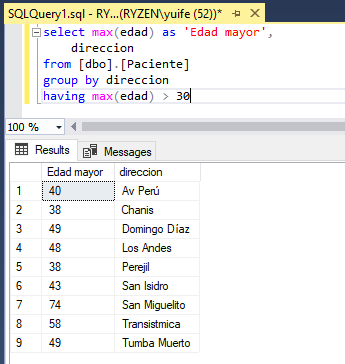 SQLQuery1.sql - RY...(RYZEN\yuife (52))*
select max(edad) as 'Edad mayor',
direccion
from [dbo].[Paciente]
group by direccion
having max(edad) > 30
100 %
Results Messages
Edad mayor direccion
1 40 Av Perú
2 38 Chanis
3 49 Domingo Díaz
4 48 Los Andes
5 38 Perejil
6 43 San Isidro
7 74 San Miguelito
8 58 Transistmica
9 49 Tumba Muerto